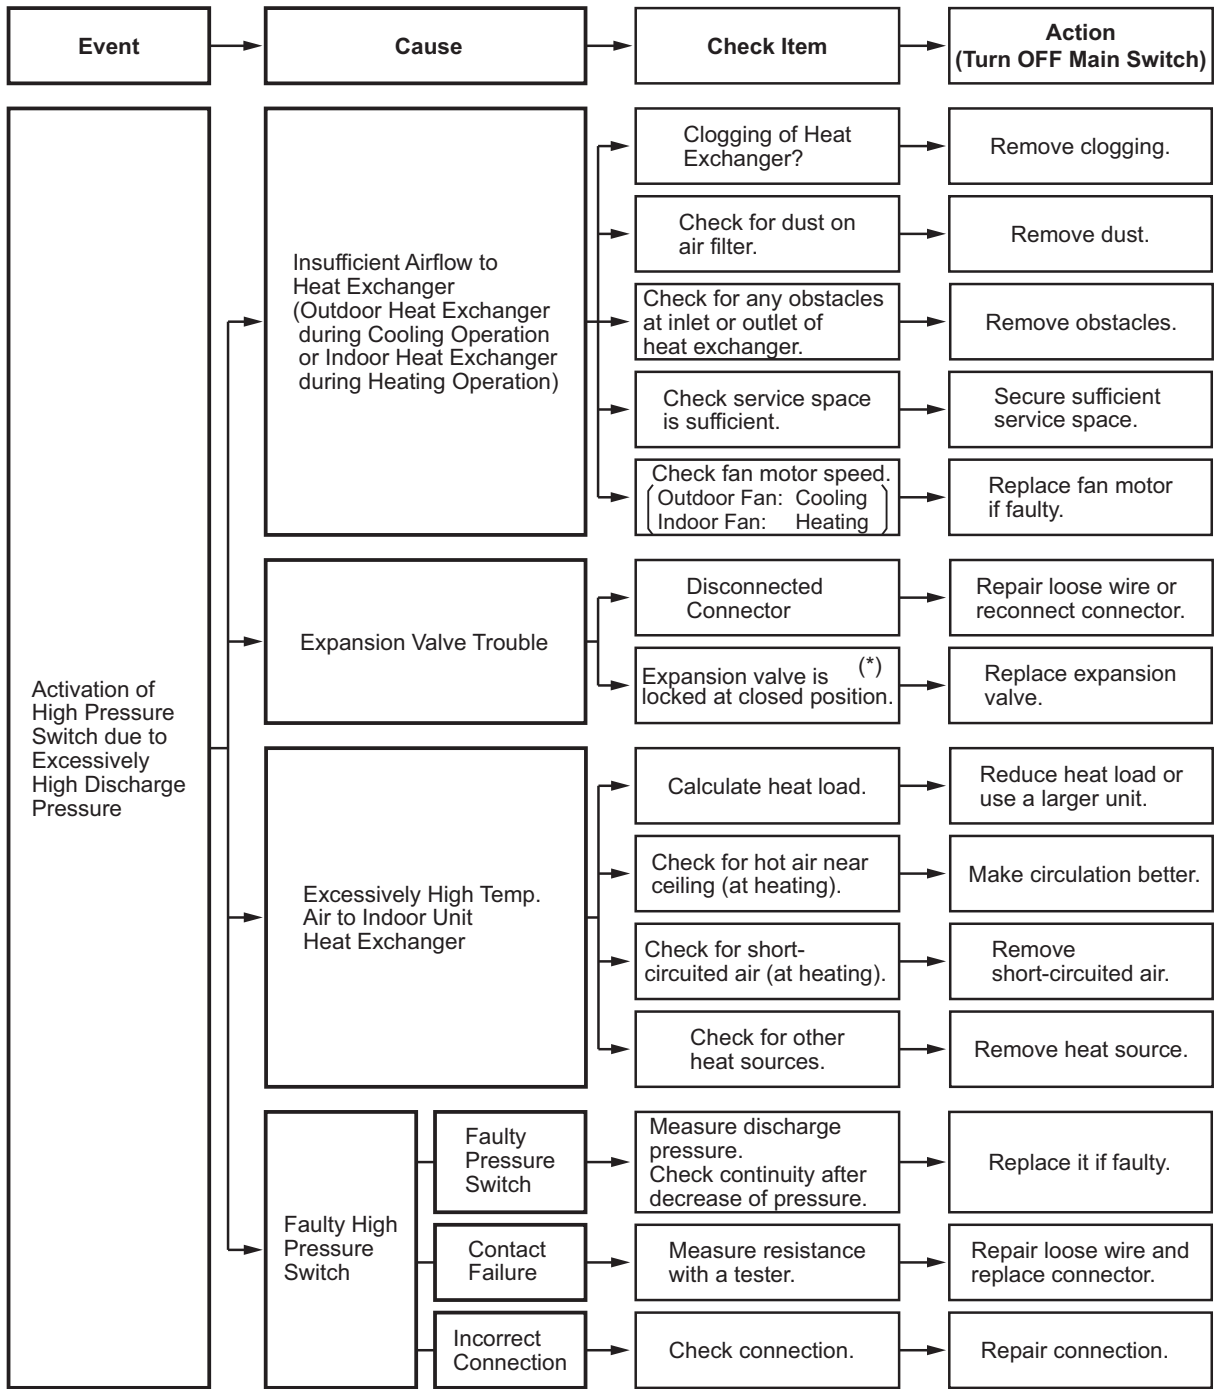 Event
Cause
Check Item
Action
(Turn OFF Main Switch)
Activation of
High Pressure
Switch due to
Excessively
High Discharge
Pressure
Insufficient Airflow to
Heat Exchanger
(Outdoor Heat Exchanger
during Cooling Operation
or Indoor Heat Exchanger
during Heating Operation)
Clogging of Heat
Exchanger?
Remove clogging.
Check for dust on
air filter.
Remove dust.
Check for any obstacles
at inlet or outlet of
heat exchanger.
Remove obstacles.
Check service space
is sufficient.
Secure sufficient
service space.
Check fan motor speed.
(Outdoor Fan: Cooling
Indoor Fan: Heating)
Replace fan motor
if faulty.
Expansion Valve Trouble
Disconnected
Connector
Repair loose wire or
reconnect connector.
Expansion valve is (*)
locked at closed position.
Replace expansion
valve.
Excessively High Temp.
Air to Indoor Unit
Heat Exchanger
Calculate heat load.
Reduce heat load or
use a larger unit.
Check for hot air near
ceiling (at heating).
Make circulation better.
Check for short-
circuited air (at heating).
Remove
short-circuited air.
Check for other
heat sources.
Remove heat source.
Faulty High
Pressure
Switch
Faulty
Pressure
Switch
Measure discharge
pressure.
Check continuity after
decrease of pressure.
Replace it if faulty.
Contact
Failure
Measure resistance
with a tester.
Repair loose wire and
replace connector.
Incorrect
Connection
Check connection.
Repair connection.